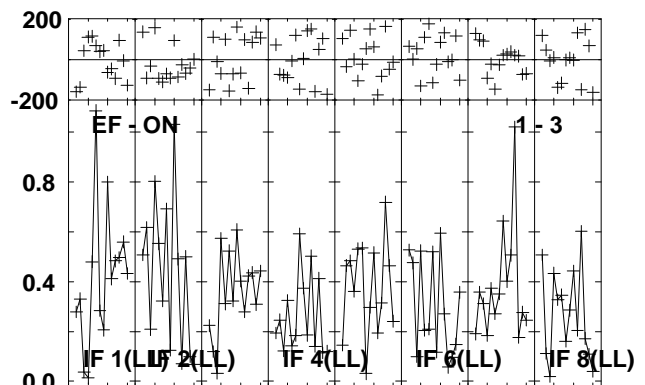 200
-200
EF - ON 1 - 3
0.8
0.4
0.0
IF 1(LL) IF 2(LL) IF 4(LL) IF 6(LL) IF 8(LL)